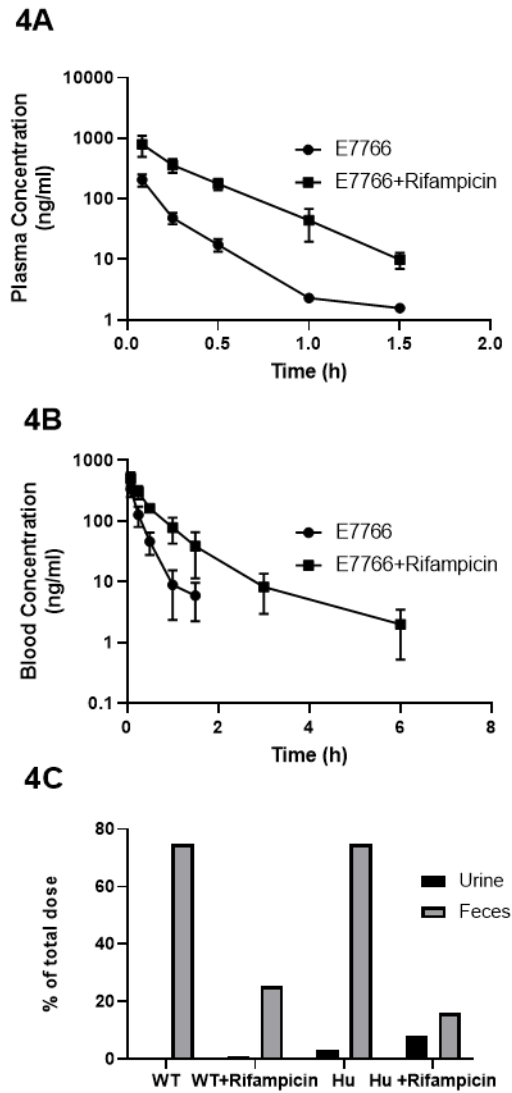 4A
10000
1000
100
10
1
Plasma Concentration
(ng/ml)
E7766
E7766+Rifampicin
0.0 0.5 1.0 1.5 2.0
Time (h)
4B
1000
100
10
1
0.1
Blood Concentration
(ng/ml)
E7766
E7766+Rifampicin
0 2 4 6 8
Time (h)
4C
80
60
40
20
0
% of total dose
Urine
Feces
WT WT+Rifampicin Hu Hu +Rifampicin